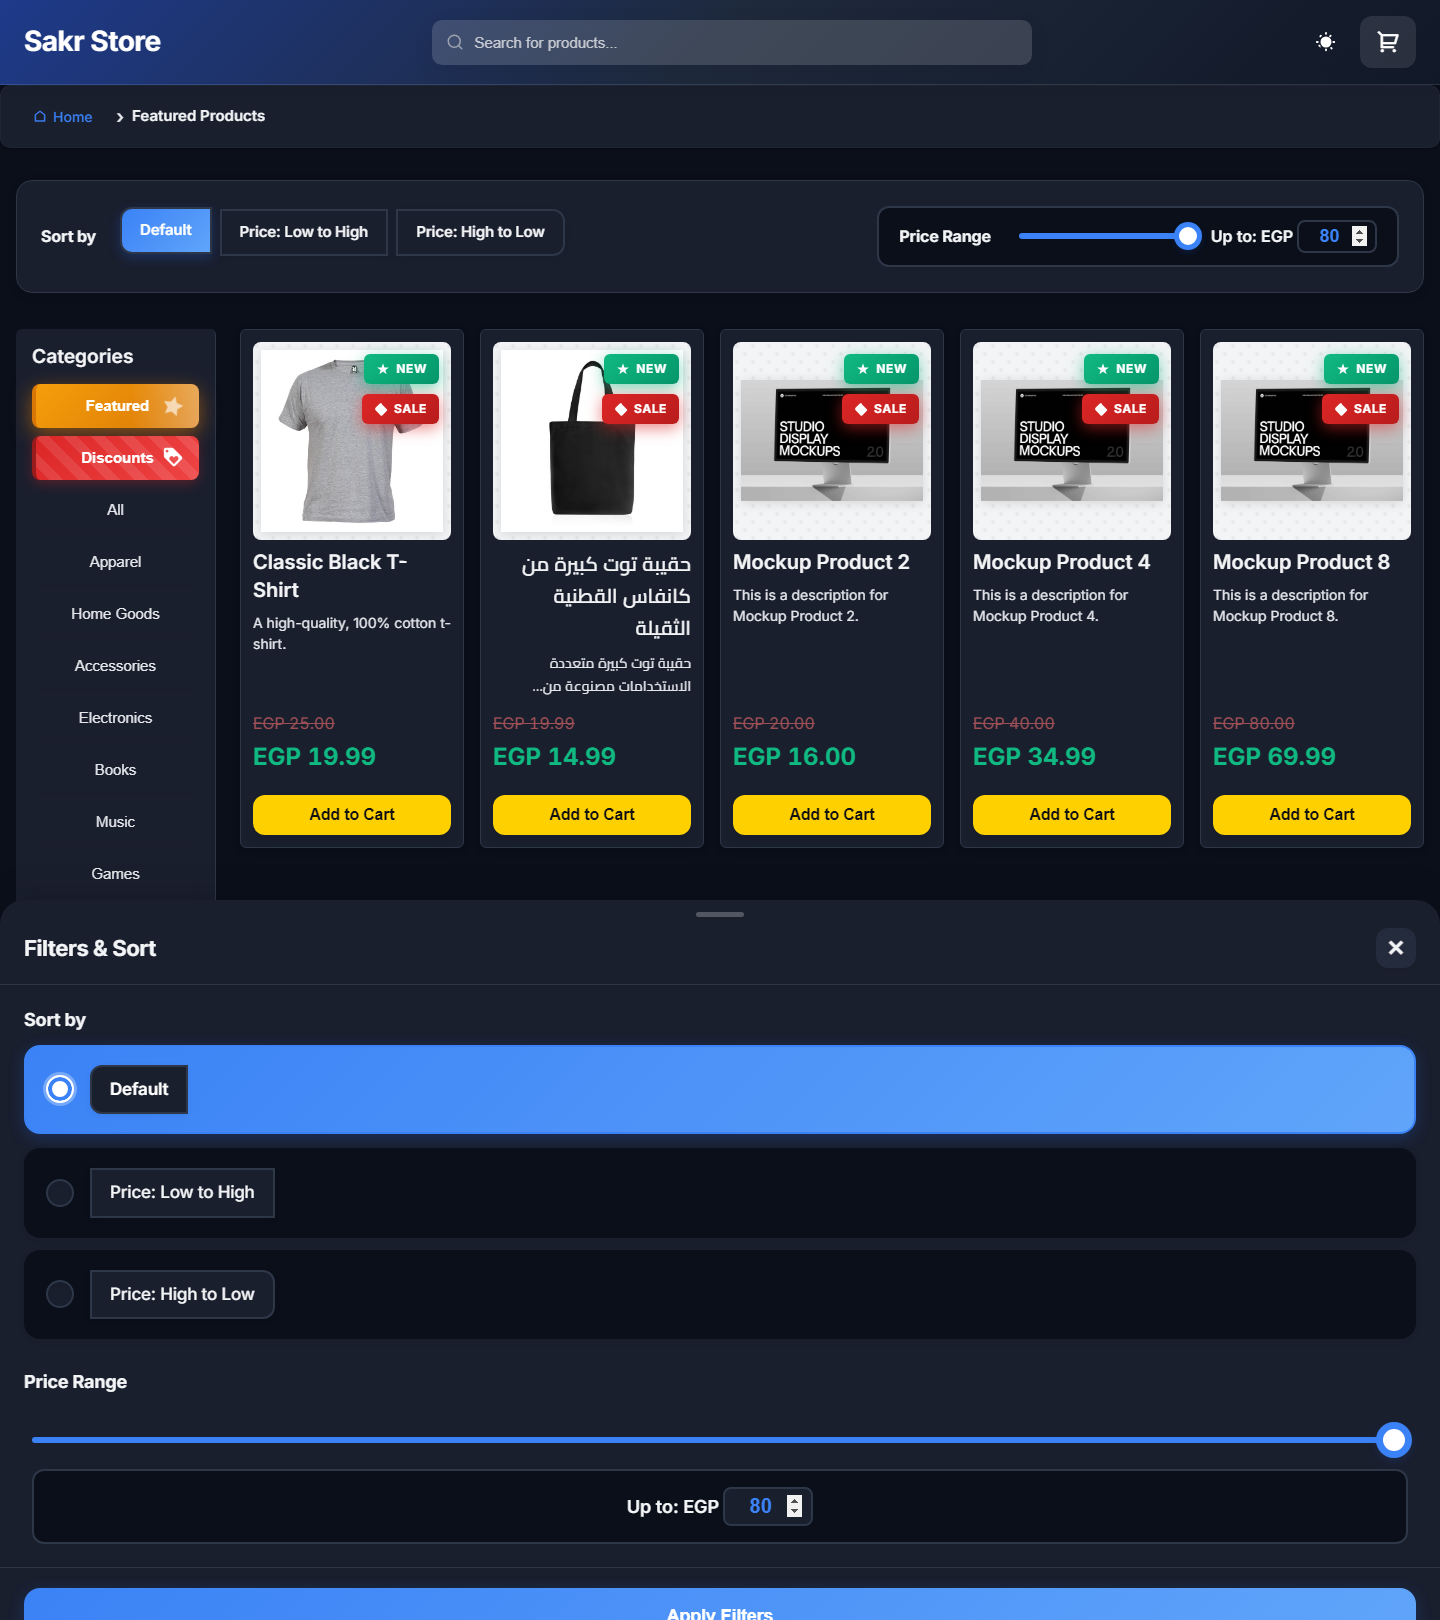 Sakr Store
Search for products...
Home
› Featured Products
Sort by
Default
Price: Low to High
Price: High to Low
Price Range
Up to: EGP 80
Categories
Featured
Discounts
All
Apparel
Home Goods
Accessories
Electronics
Books
Music
Games
NEW
SALE
Classic Black T-
Shirt
A high-quality, 100% cotton t-
shirt.
EGP 25.00
EGP 19.99
Add to Cart
NEW
SALE
حقيبة توت كبيرة من
كانفاس القطنية
الثقيلة
حقيبة توت كبيرة متعددة
الاستخدامات مصنوعة من...
EGP 19.99
EGP 14.99
Add to Cart
NEW
SALE
STUDIO
DISPLAY
MOCKUPS 2.0
Mockup Product 2
This is a description for
Mockup Product 2.
EGP 20.00
EGP 16.00
Add to Cart
NEW
SALE
STUDIO
DISPLAY
MOCKUPS 2.0
Mockup Product 4
This is a description for
Mockup Product 4.
EGP 40.00
EGP 34.99
Add to Cart
NEW
SALE
STUDIO
DISPLAY
MOCKUPS 2.0
Mockup Product 8
This is a description for
Mockup Product 8.
EGP 80.00
EGP 69.99
Add to Cart
Filters & Sort
Sort by
Default
Price: Low to High
Price: High to Low
Price Range
Up to: EGP 80
Apply Filters